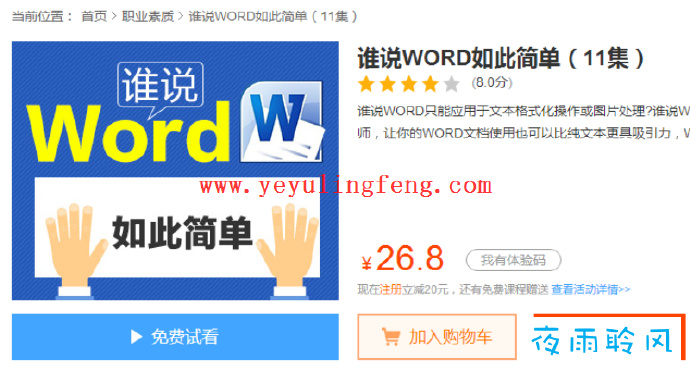 当前位置： 首页 > 职业素质 > 谁说WORD如此简单（11集）
谁说
Word
W
如此简单
免费试看
谁说WORD如此简单（11集）
(8.0分)
谁说WORD只能应用于文本格式化操作或图片处理?谁说W
师，让你的WORD文档使用也可以比纯文本更具吸引力，W
www.yeyulingfeng.com
￥26.8
我有体验码
现在注册立减20元，还有免费课程赠送 查看活动详情>>
加入购物车
夜雨聆风